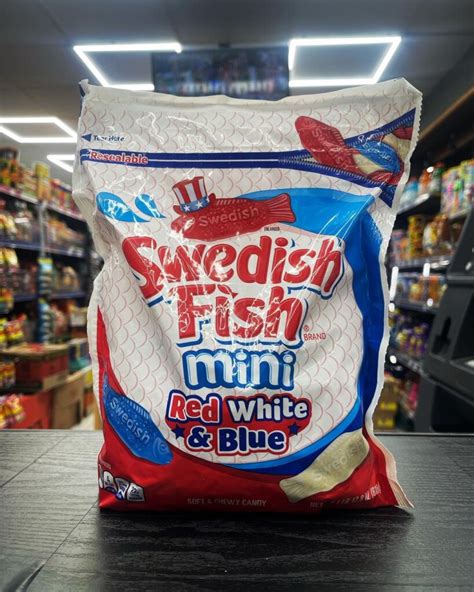 Tear Here
Resealable
Swedish
Swedish
Fish
® BRAND
mini
Red White
& Blue
Swedish
SOFT & CHEWY CANDY